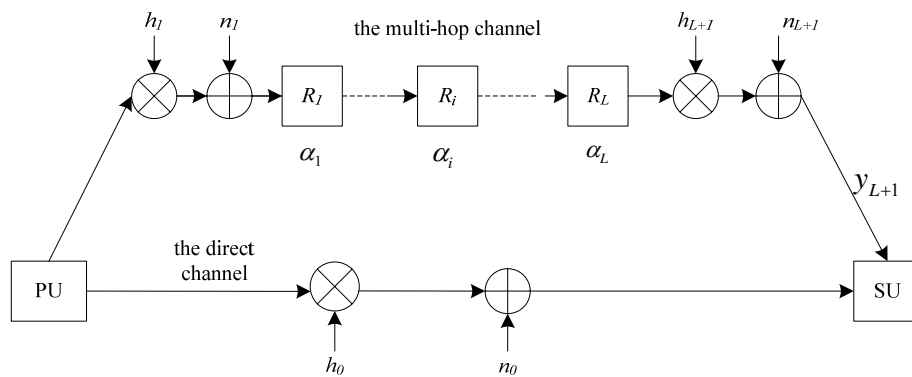 h1 n1 the multi-hop channel hL+1 nL+1
R1 Ri RL
α1 αi αL
yL+1
the direct
channel
PU SU
h0 n0